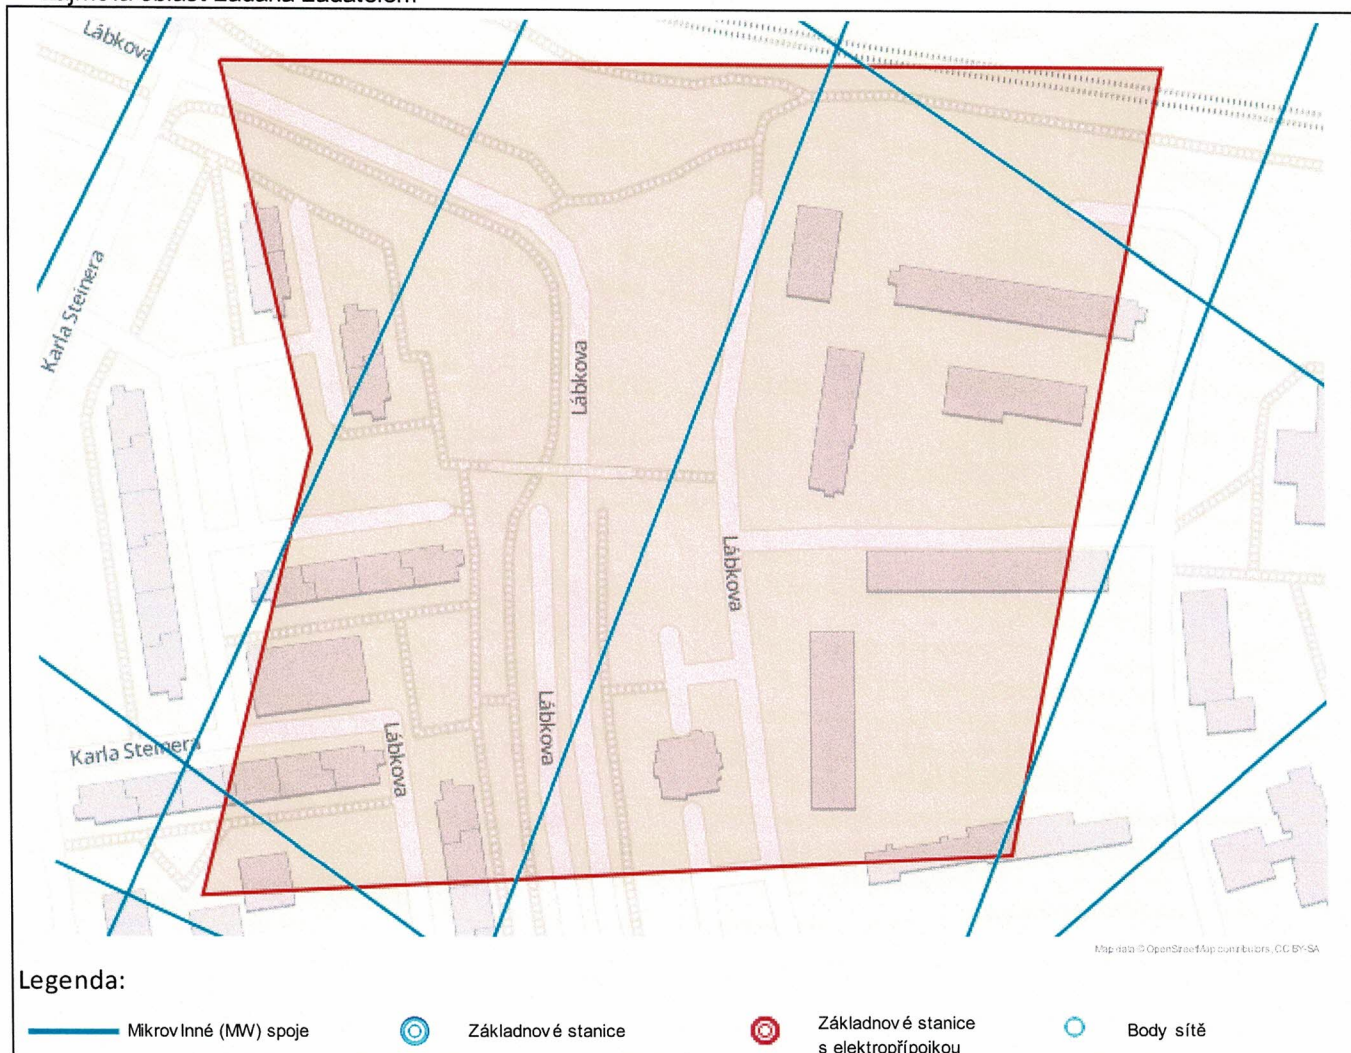 Lábkova
Karla Steinera
Lábkova
Lábkova
Lábkova
Lábkova
Karla Steinera
Map data © OpenStreetMap contributors, CC BY-SA
Legenda:
Mikrovlnné (MW) spoje
Základnové stanice
Základnové stanice
s elektropřípojkou
Body sítě